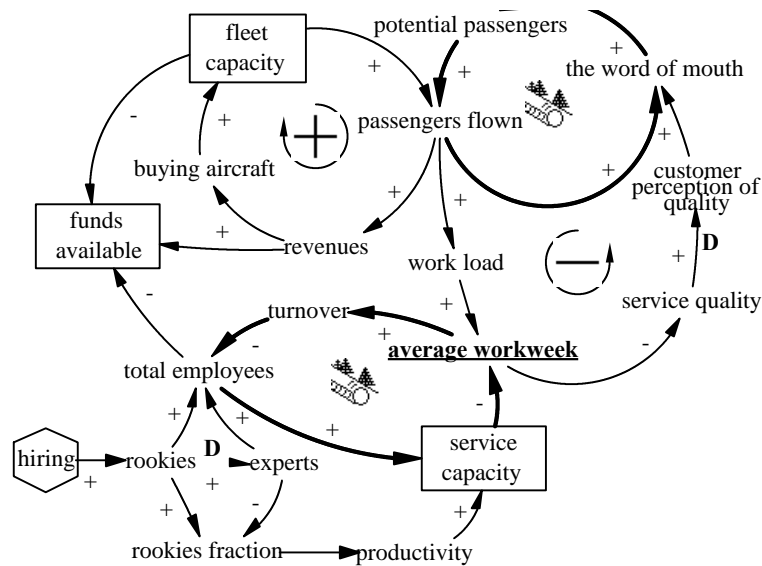 potential passengers
+
fleet
capacity
+
+
the word of mouth
-
+
passengers flown
+
+
buying aircraft
+
customer
perception of
quality
+
+
+
funds
available
+
revenues
D
work load
+
—
service quality
-
+
turnover
+
-
-
average workweek
total employees
-
+
+
+
service
capacity
hiring
+
rookies
D
experts
+
-
+
+
rookies fraction
productivity